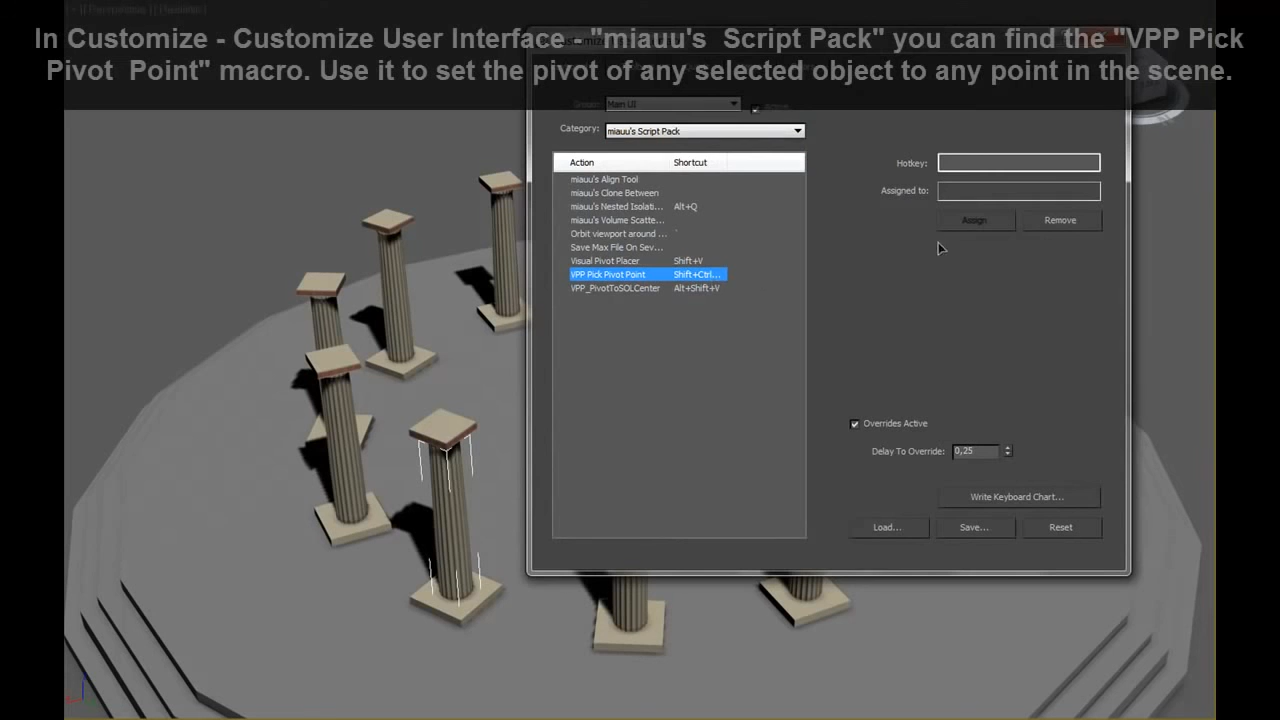 In Customize - Customize User Interface - "miauu's Script Pack" you can find the "VPP Pick
Pivot Point" macro. Use it to set the pivot of any selected object to any point in the scene.
Main UI
Category: miauu's Script Pack
Action Shortcut
miauu's Align Tool
miauu's Clone Between
miauu's Nested Isolati... Alt+Q
miauu's Volume Scatte...
Orbit viewport around ... `
Save Max File On Sev...
Visual Pivot Placer Shift+V
VPP Pick Pivot Point Shift+Ctrl...
VPP_PivotToSOLCenter Alt+Shift+V
Hotkey:
Assigned to:
Assign Remove
Overrides Active
Delay To Override: 0,25
Write Keyboard Chart...
Load... Save... Reset